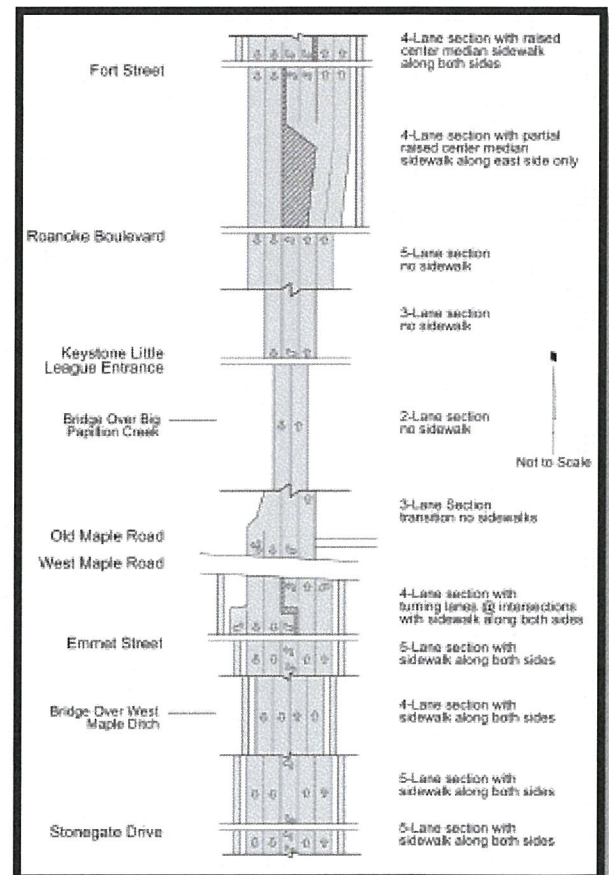 4-Lane section with raised
center median sidewalk
along both sides
Fort Street
4-Lane section with partial
raised center median
sidewalk along east side only
Roanoke Boulevard
5-Lane section
no sidewalk
3-Lane section
no sidewalk
Keystone Little
League Entrance
Bridge Over Big
Papillion Creek
2-Lane section
no sidewalk
Not to Scale
3-Lane Section
transition no sidewalks
Old Maple Road
West Maple Road
4-Lane section with
turning lanes @ intersections
with sidewalk along both sides
Emmet Street
5-Lane section with
sidewalk along both sides
Bridge Over West
Maple Ditch
4-Lane section with
sidewalk along both sides
5-Lane section with
sidewalk along both sides
Stonegate Drive
5-Lane section with
sidewalk along both sides